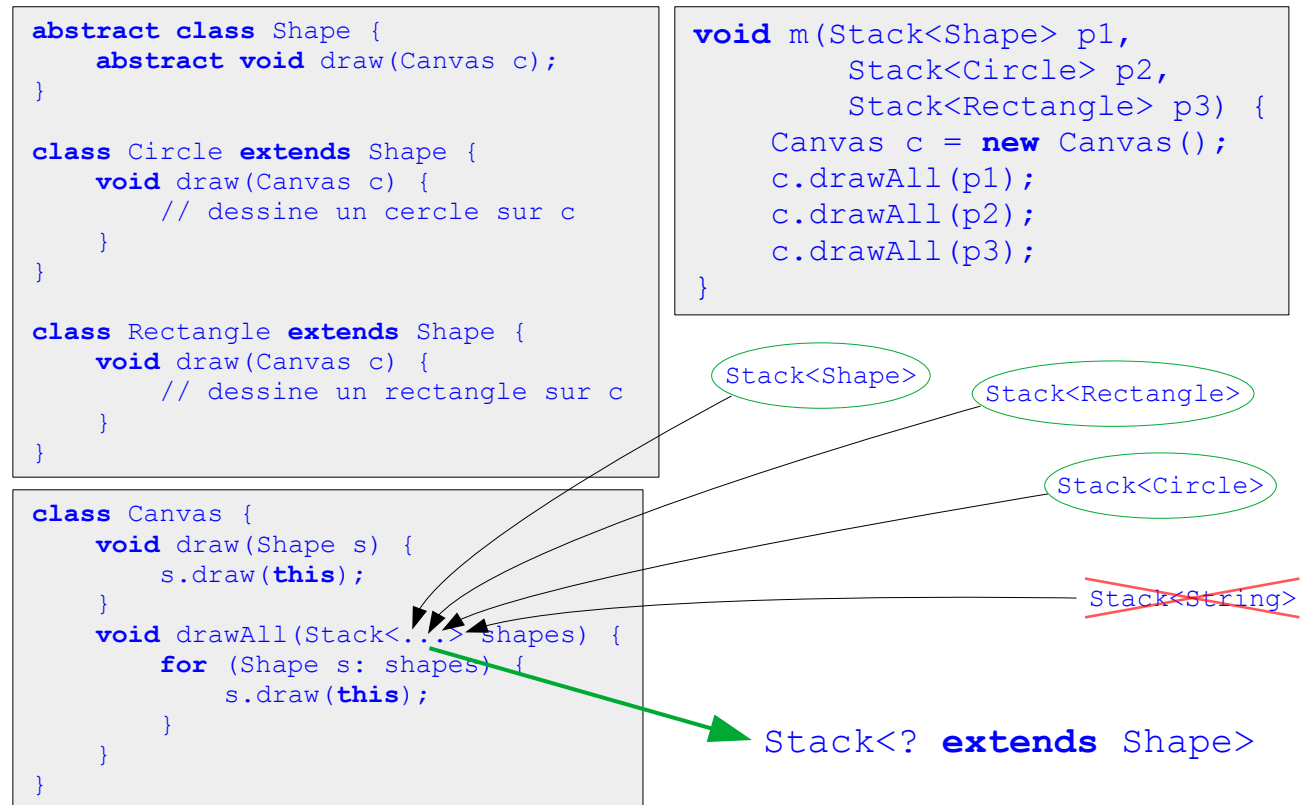 abstract class Shape {
    abstract void draw(Canvas c);
}
class Circle extends Shape {
    void draw(Canvas c) {
        // dessine un cercle sur c
    }
}
class Rectangle extends Shape {
    void draw(Canvas c) {
        // dessine un rectangle sur c
    }
}
void m(Stack<Shape> p1,
        Stack<Circle> p2,
        Stack<Rectangle> p3) {
    Canvas c = new Canvas();
    c.drawAll(p1);
    c.drawAll(p2);
    c.drawAll(p3);
}
Stack<Shape>
Stack<Rectangle>
Stack<Circle>
Stack<String>
class Canvas {
    void draw(Shape s) {
        s.draw(this);
    }
    void drawAll(Stack<...> shapes) {
        for (Shape s: shapes) {
            s.draw(this);
        }
    }
}
Stack<? extends Shape>